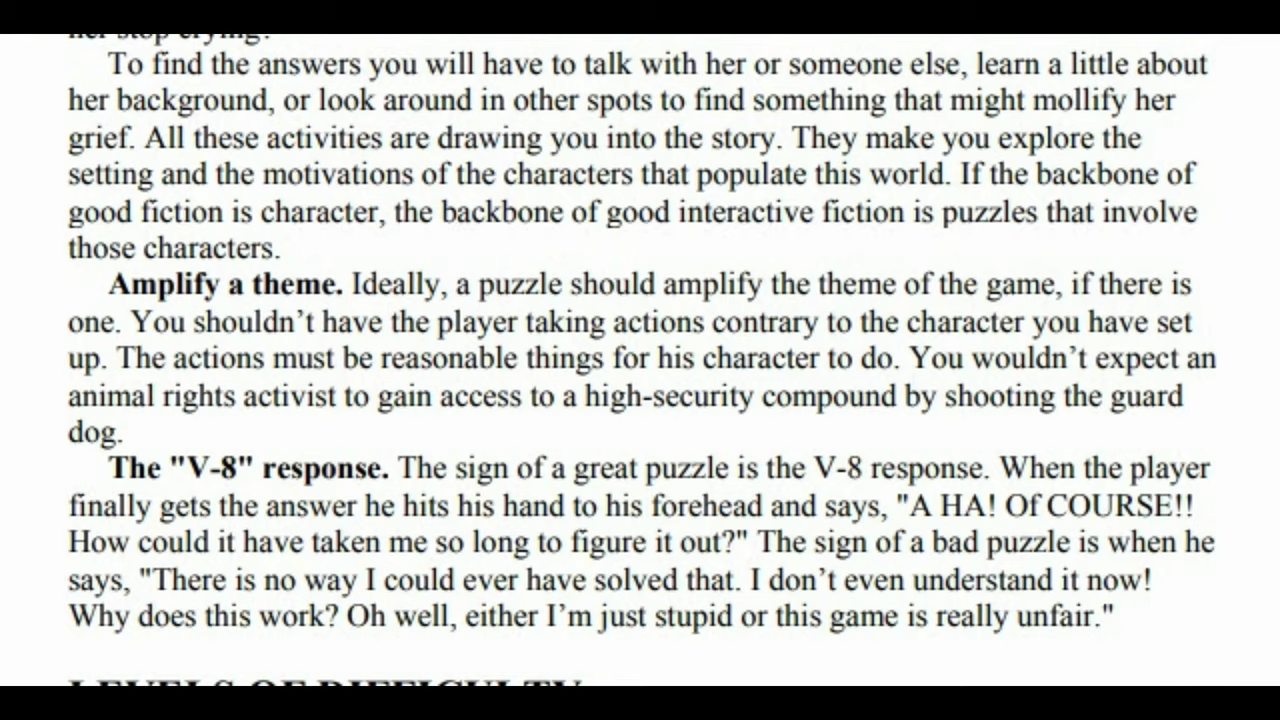 her stop crying?
To find the answers you will have to talk with her or someone else, learn a little about
her background, or look around in other spots to find something that might mollify her
grief. All these activities are drawing you into the story. They make you explore the
setting and the motivations of the characters that populate this world. If the backbone of
good fiction is character, the backbone of good interactive fiction is puzzles that involve
those characters.
Amplify a theme. Ideally, a puzzle should amplify the theme of the game, if there is
one. You shouldn’t have the player taking actions contrary to the character you have set
up. The actions must be reasonable things for his character to do. You wouldn’t expect an
animal rights activist to gain access to a high-security compound by shooting the guard
dog.
The "V-8" response. The sign of a great puzzle is the V-8 response. When the player
finally gets the answer he hits his hand to his forehead and says, "A HA! Of COURSE!!
How could it have taken me so long to figure it out?" The sign of a bad puzzle is when he
says, "There is no way I could ever have solved that. I don’t even understand it now!
Why does this work? Oh well, either I’m just stupid or this game is really unfair."
LEVELS OF DIFFICULTY